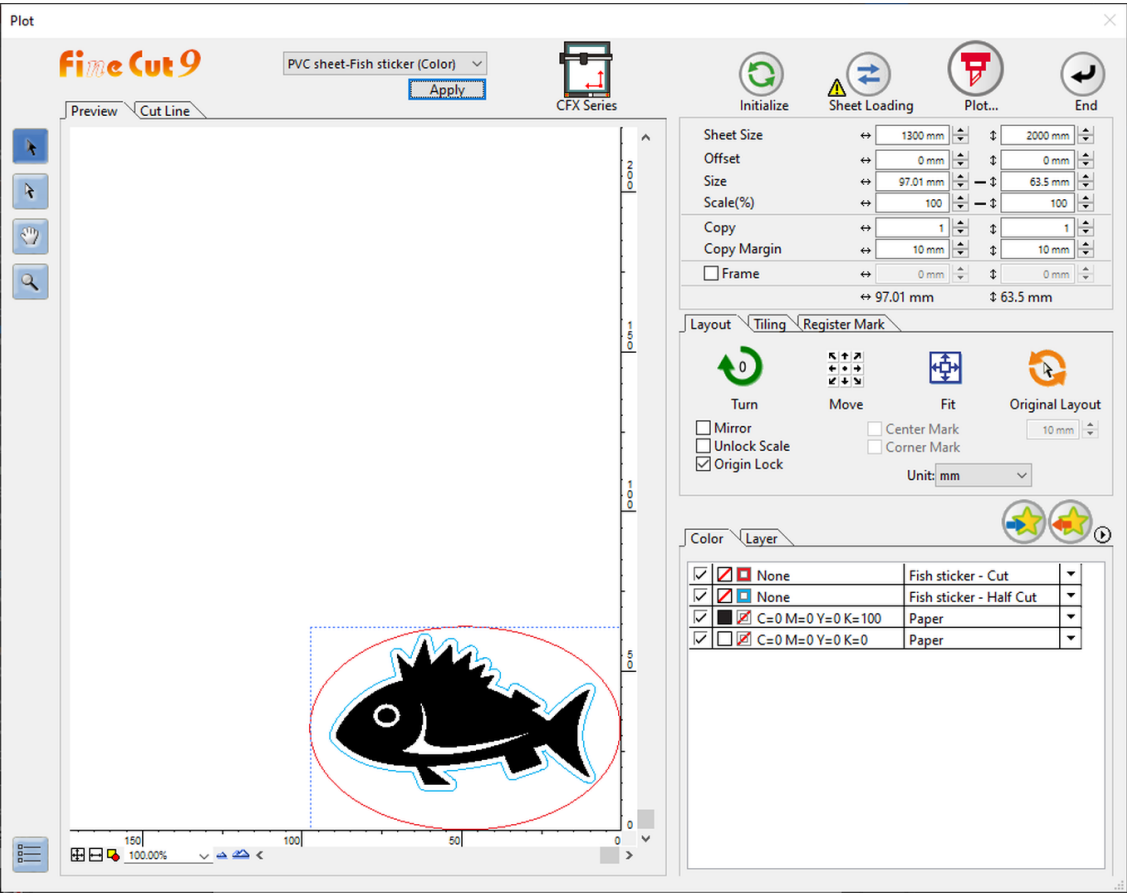 Plot
Fine Cut 9
PVC sheet-Fish sticker (Color)
Apply
CFX Series
Initialize
Sheet Loading
Plot...
End
Preview
Cut Line
200
150
100
50
0
150
100
50
0
100.00%
Sheet Size 1300 mm 2000 mm
Offset 0 mm 0 mm
Size 97.01 mm 63.5 mm
Scale(%) 100 100
Copy 1 1
Copy Margin 10 mm 10 mm
Frame 0 mm 0 mm
97.01 mm 63.5 mm
Layout Tiling Register Mark
0
Turn Move Fit Original Layout
Mirror Center Mark 10 mm
Unlock Scale Corner Mark
Origin Lock
Unit: mm
Color Layer
None Fish sticker - Cut
None Fish sticker - Half Cut
C=0 M=0 Y=0 K=100 Paper
C=0 M=0 Y=0 K=0 Paper